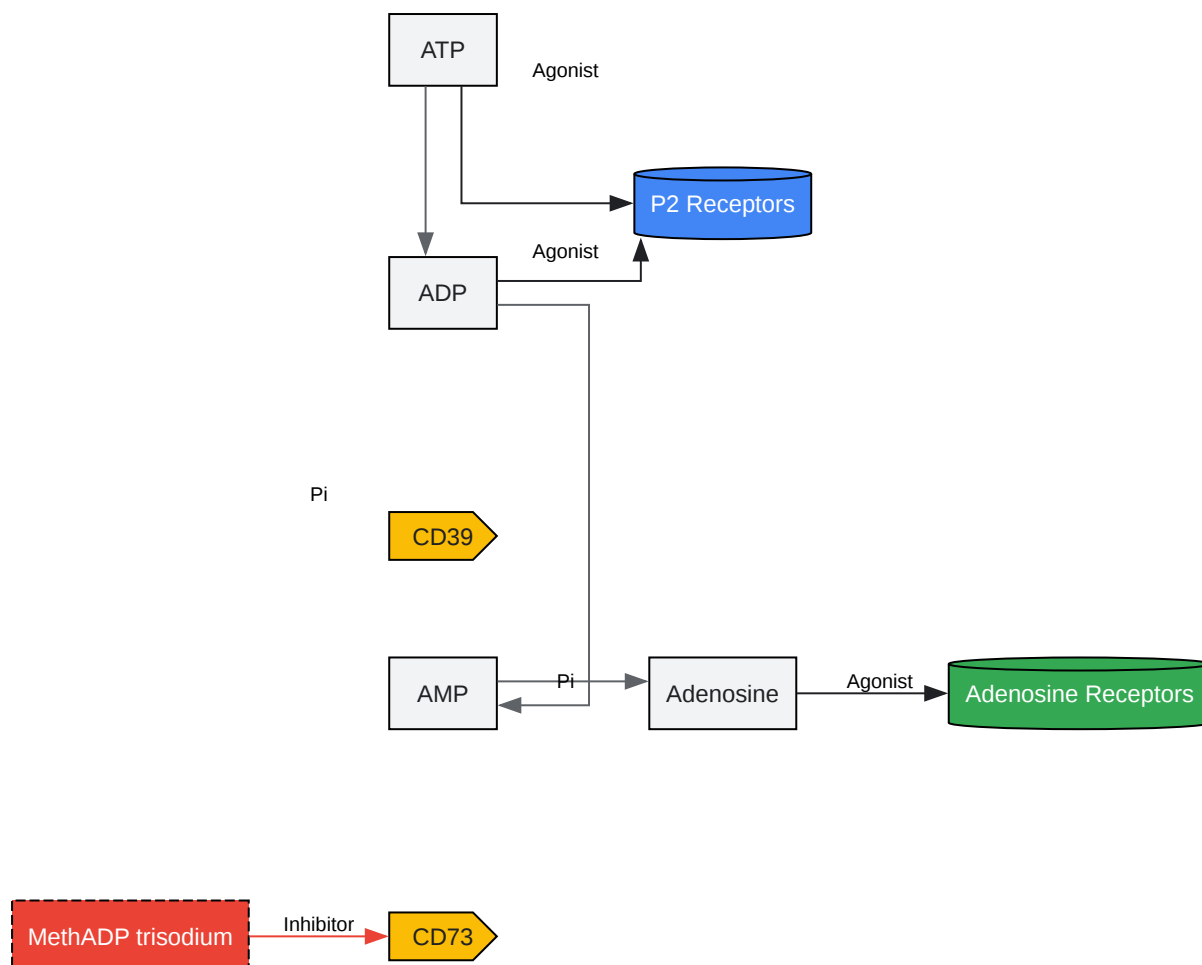 ATP
Agonist
P2 Receptors
Agonist
ADP
Pi
CD39
AMP
Pi
Adenosine
Agonist
Adenosine Receptors
MethADP trisodium
Inhibitor
CD73